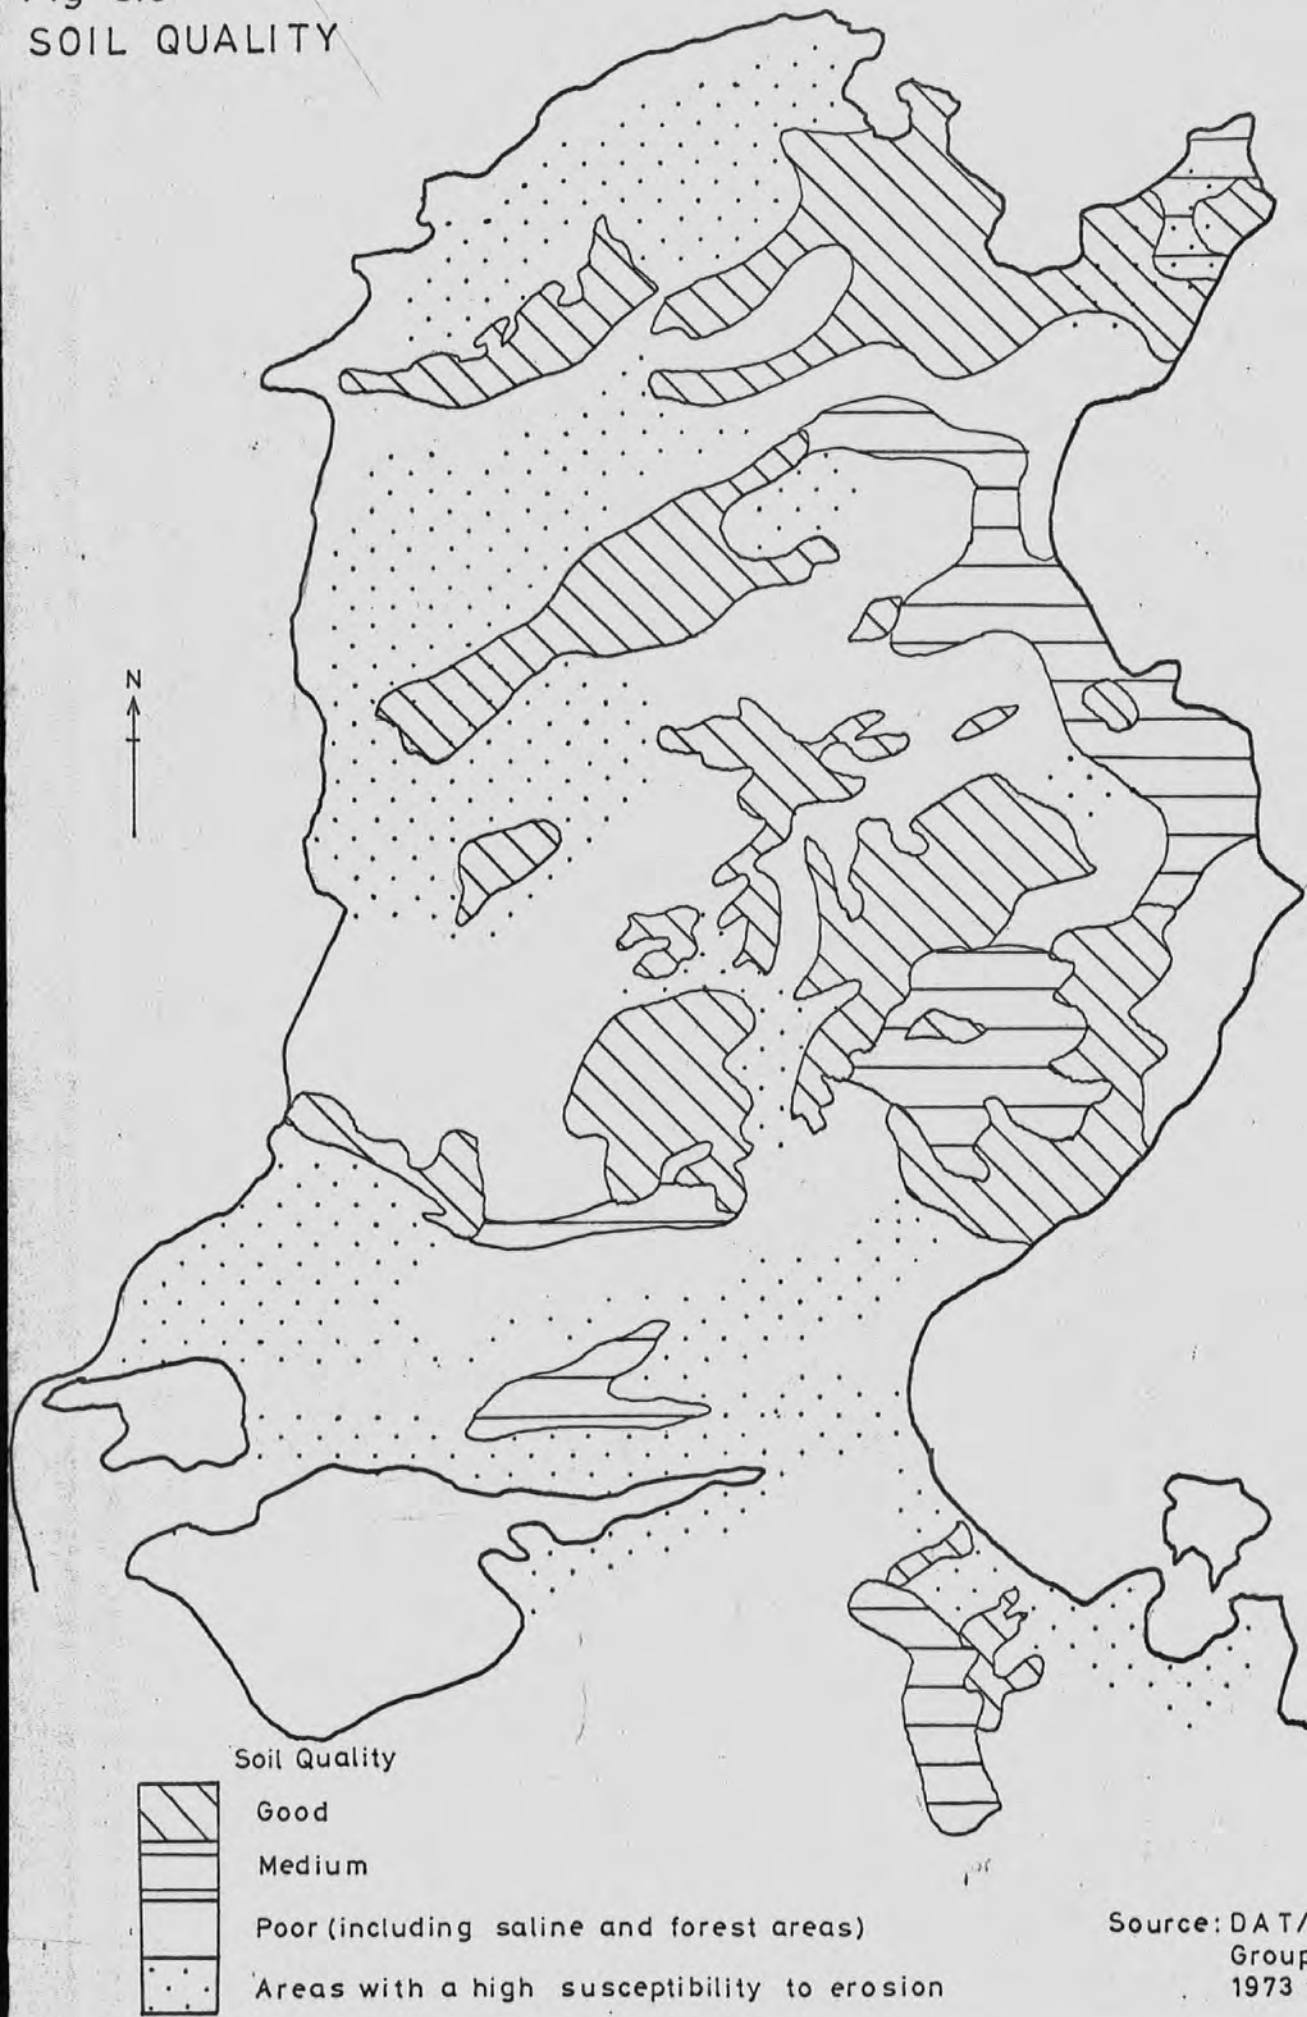 SOIL QUALITY
N
Soil Quality
Good
Medium
Poor (including saline and forest areas)
Areas with a high susceptibility to erosion
Source: DAT/
Group
1973